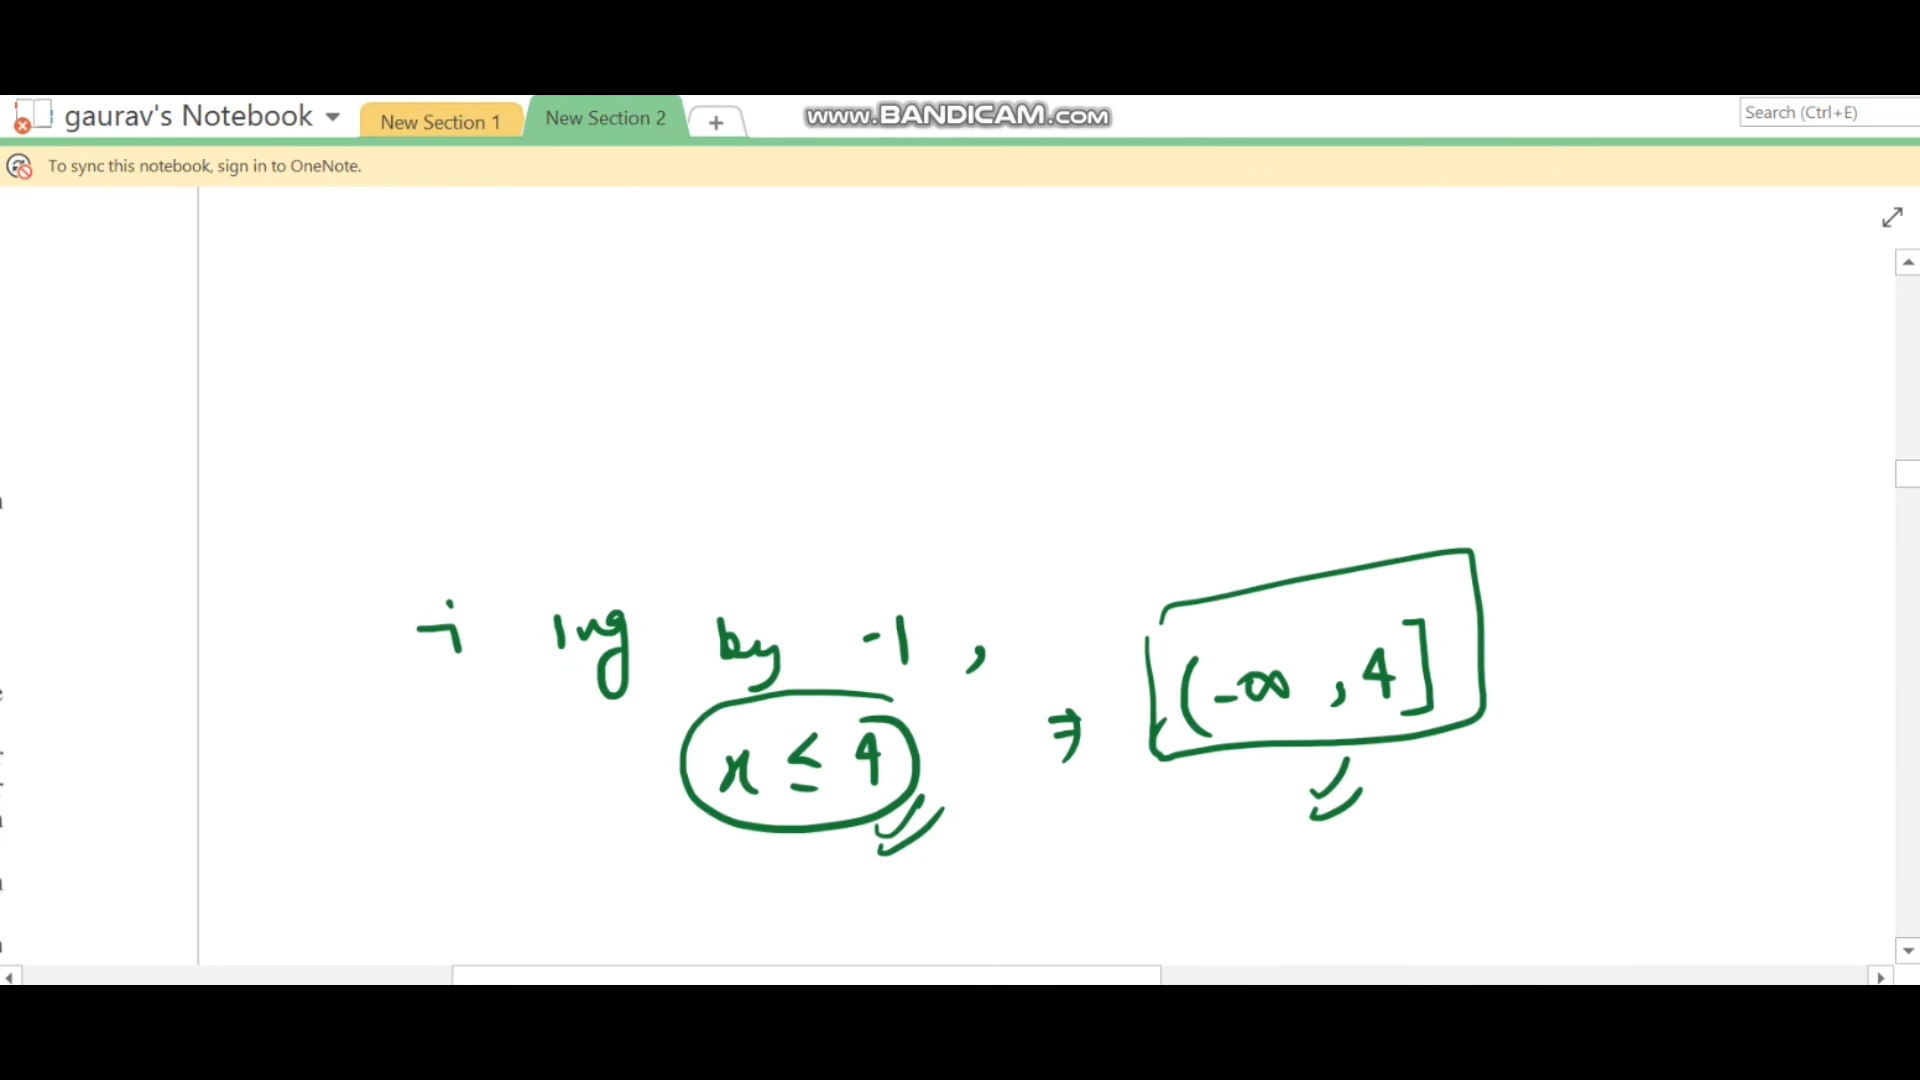 gaurav's Notebook
New Section 1
New Section 2
+
www.BANDICAM.com
Search (Ctrl+E)
To sync this notebook, sign in to OneNote.
÷ ing by -1 ,
x ≤ 4 ⇒ (-∞ , 4]